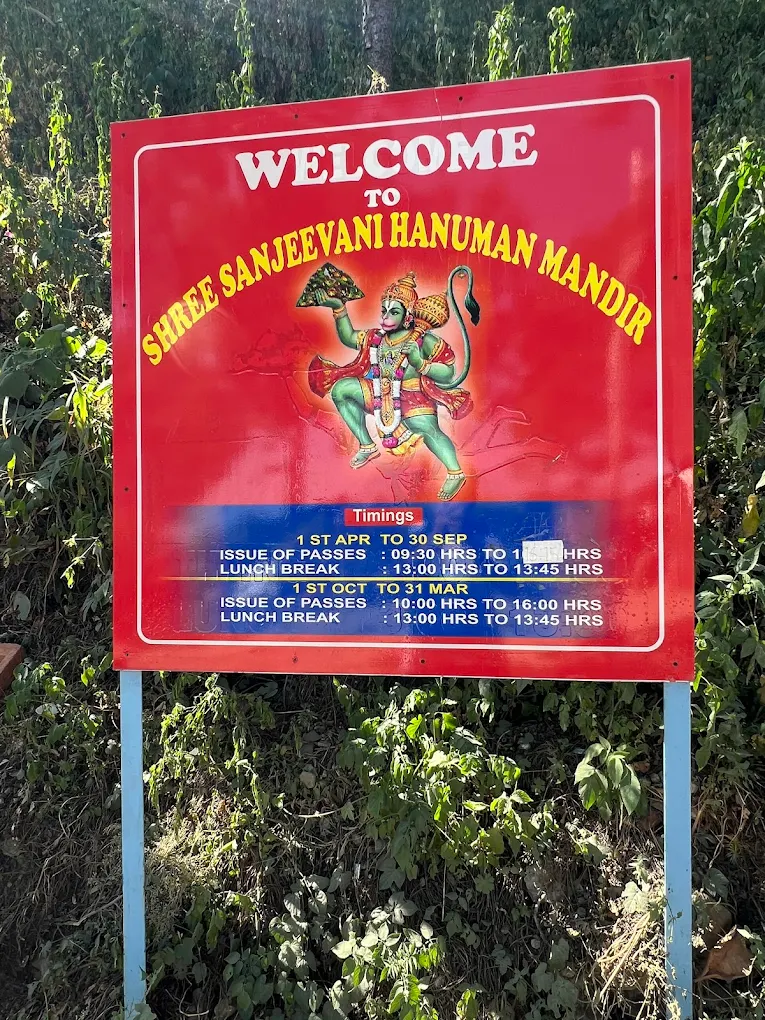 WELCOME
TO
SHREE SANJEEVANI HANUMAN MANDIR
Timings
1 ST APR TO 30 SEP
ISSUE OF PASSES : 09:30 HRS TO HRS
LUNCH BREAK : 13:00 HRS TO 13:45 HRS
1 ST OCT TO 31 MAR
ISSUE OF PASSES : 10:00 HRS TO 16:00 HRS
LUNCH BREAK : 13:00 HRS TO 13:45 HRS